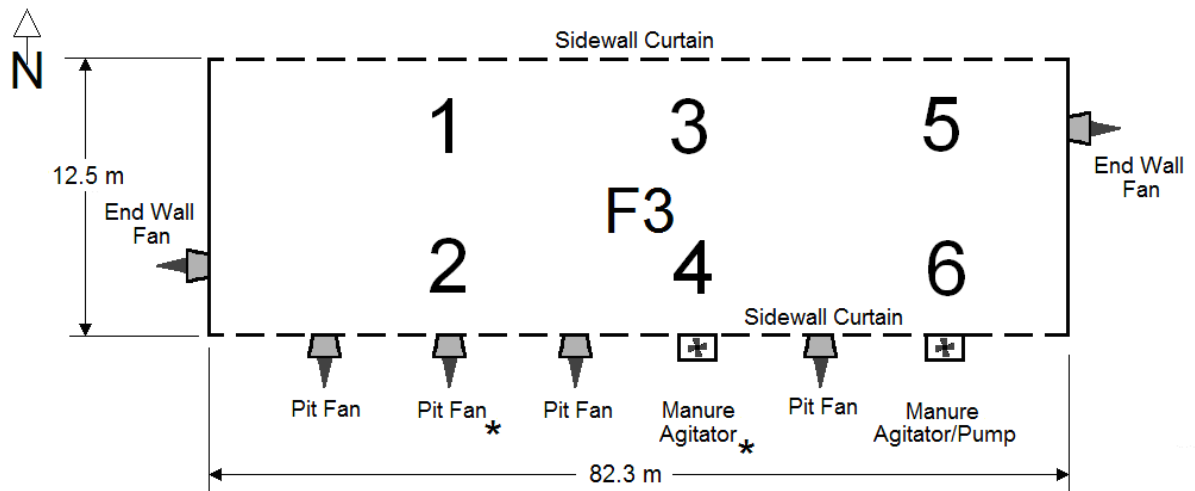 Sidewall Curtain
N
1 3 5
12.5 m
End Wall
Fan
F3
End Wall
Fan
2 4 6
Sidewall Curtain
Pit Fan
Pit Fan *
Pit Fan
Manure
Agitator *
Pit Fan
Manure
Agitator/Pump
82.3 m